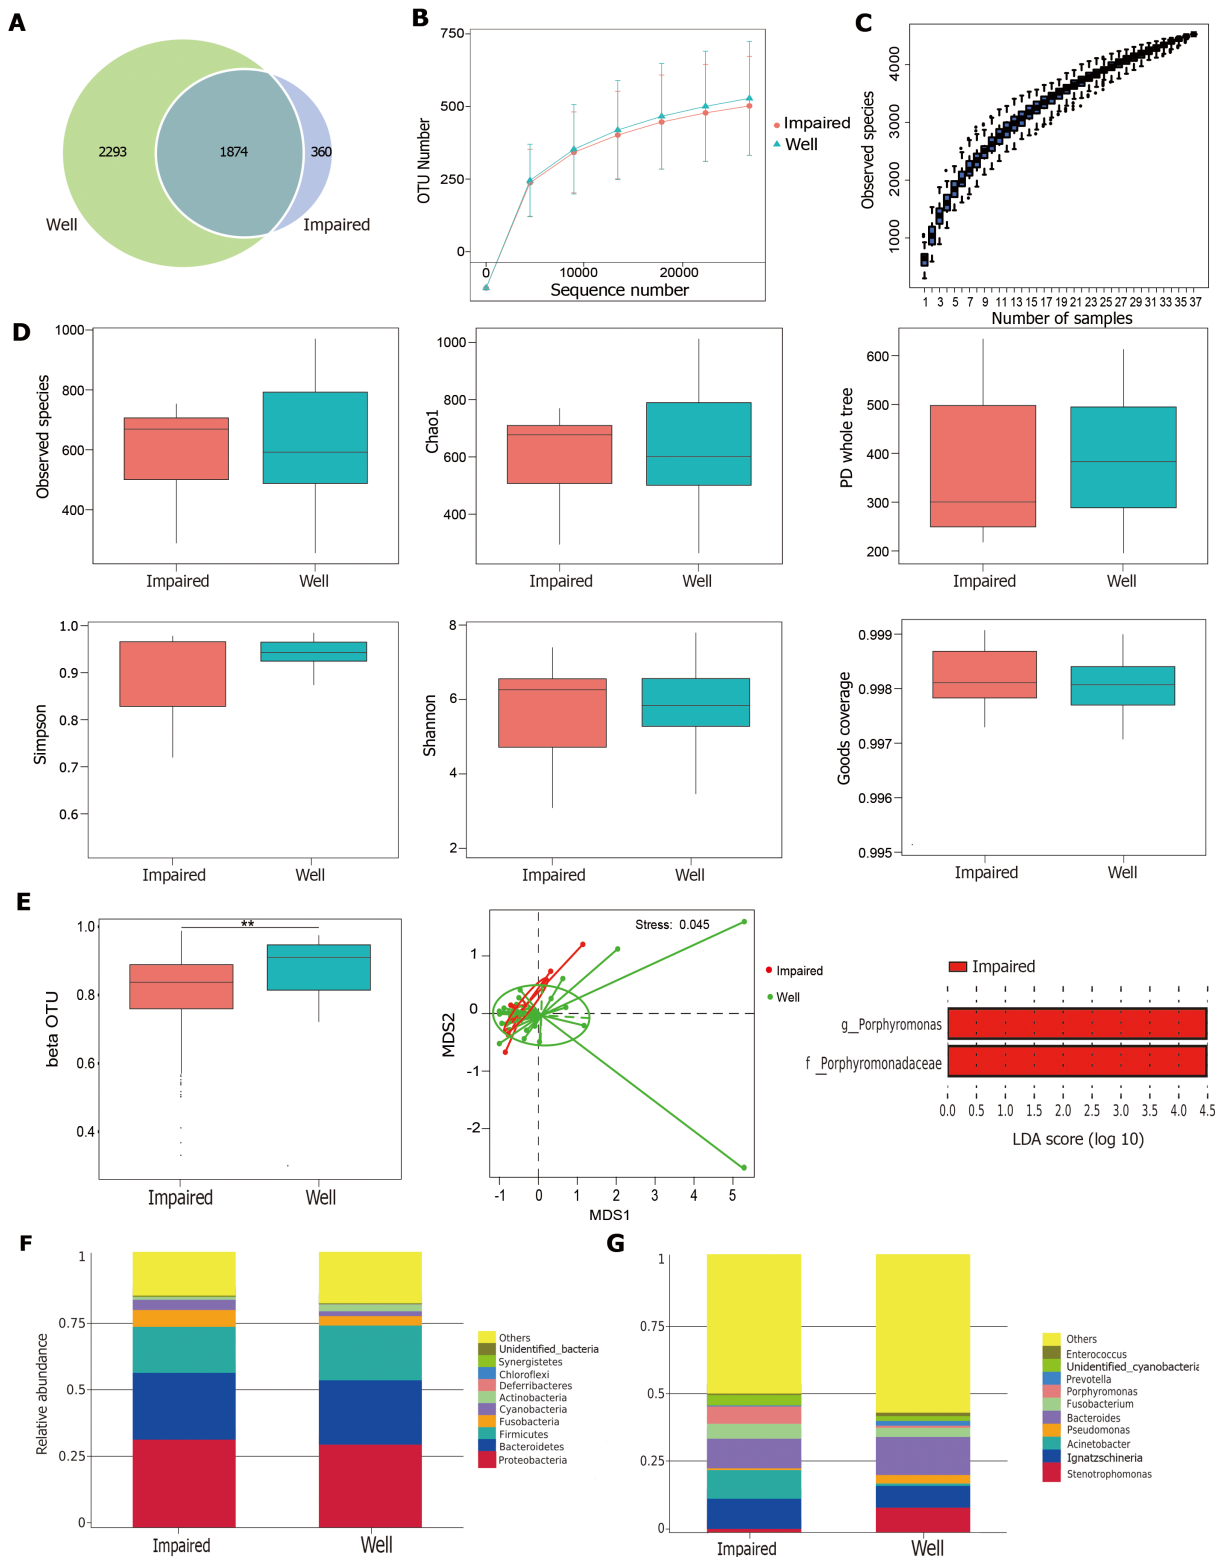 A
2293
1874
360
Well
Impaired
B
750
500
250
0
OTU Number
0
10000
20000
Sequence number
Impaired
Well
C
4000
3000
2000
1000
Observed species
1 3 5 7 9 11 13 15 17 19 21 23 25 27 29 31 33 35 37
Number of samples
D
1000
800
600
400
Observed species
Impaired
Well
1000
800
600
400
Chao1
Impaired
Well
600
500
400
300
200
PD whole tree
Impaired
Well
1.0
0.9
0.8
0.7
0.6
Simpson
Impaired
Well
8
6
4
2
Shannon
Impaired
Well
0.999
0.998
0.997
0.996
0.995
Goods coverage
Impaired
Well
E
1.0
0.8
0.6
0.4
beta OTU
**
Impaired
Well
Stress: 0.045
1
0
-1
-2
MDS2
-1 0 1 2 3 4 5
MDS1
Impaired
Well
Impaired
g_Porphyromonas
f_Porphyromonadaceae
0.0 0.5 1.0 1.5 2.0 2.5 3.0 3.5 4.0 4.5
LDA score (log 10)
F
1
0.75
0.5
0.25
0
Relative abundance
Impaired
Well
Others
Unidentified_bacteria
Synergistetes
Chloroflexi
Deferribacteres
Actinobacteria
Cyanobacteria
Fusobacteria
Firmicutes
Bacteroidetes
Proteobacteria
G
1
0.75
0.5
0.25
0
Impaired
Well
Others
Enterococcus
Unidentified_cyanobacteria
Prevotella
Porphyromonas
Fusobacterium
Bacteroides
Pseudomonas
Acinetobacter
Ignatzschineria
Stenotrophomonas